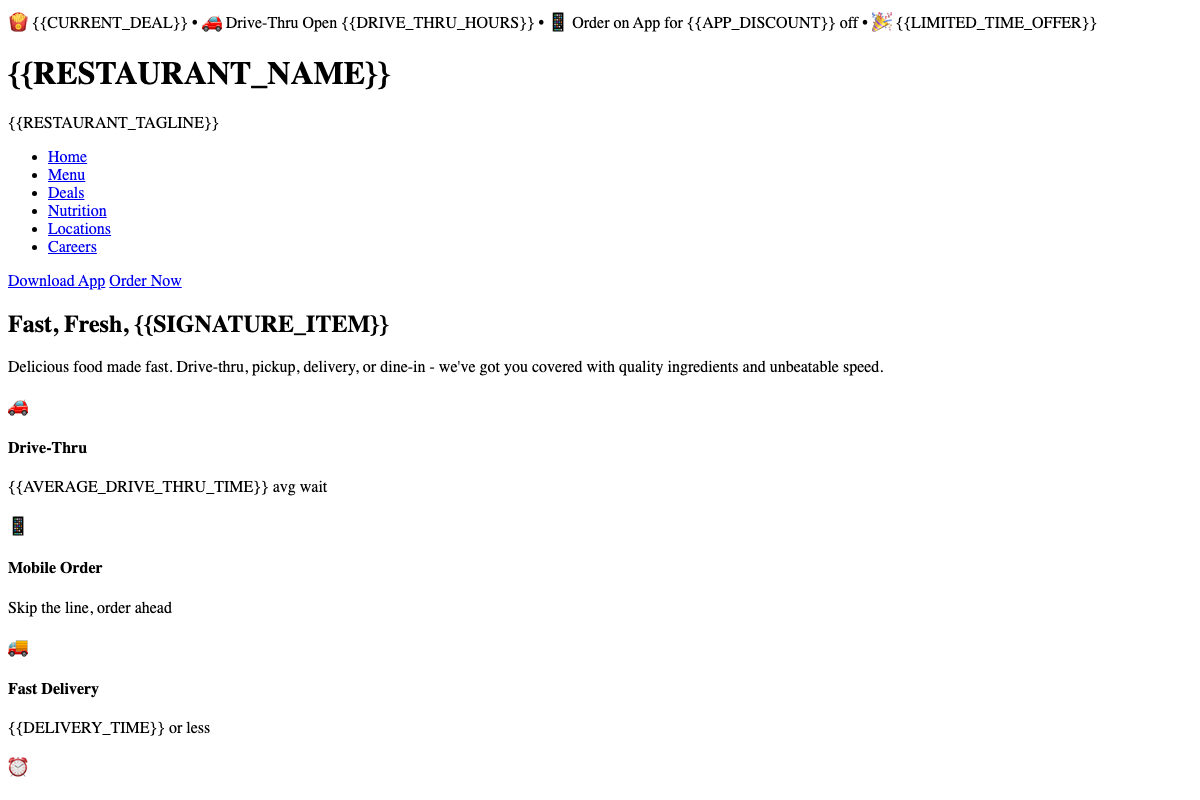 🍟 {{CURRENT_DEAL}} • 🚗 Drive-Thru Open {{DRIVE_THRU_HOURS}} • 📱 Order on App for {{APP_DISCOUNT}} off • 🎉 {{LIMITED_TIME_OFFER}}
{{RESTAURANT_NAME}}
{{RESTAURANT_TAGLINE}}
• Home
• Menu
• Deals
• Nutrition
• Locations
• Careers
Download App Order Now
Fast, Fresh, {{SIGNATURE_ITEM}}
Delicious food made fast. Drive-thru, pickup, delivery, or dine-in - we've got you covered with quality ingredients and unbeatable speed.
🚗
Drive-Thru
{{AVERAGE_DRIVE_THRU_TIME}} avg wait
📱
Mobile Order
Skip the line, order ahead
🚚
Fast Delivery
{{DELIVERY_TIME}} or less
⏰